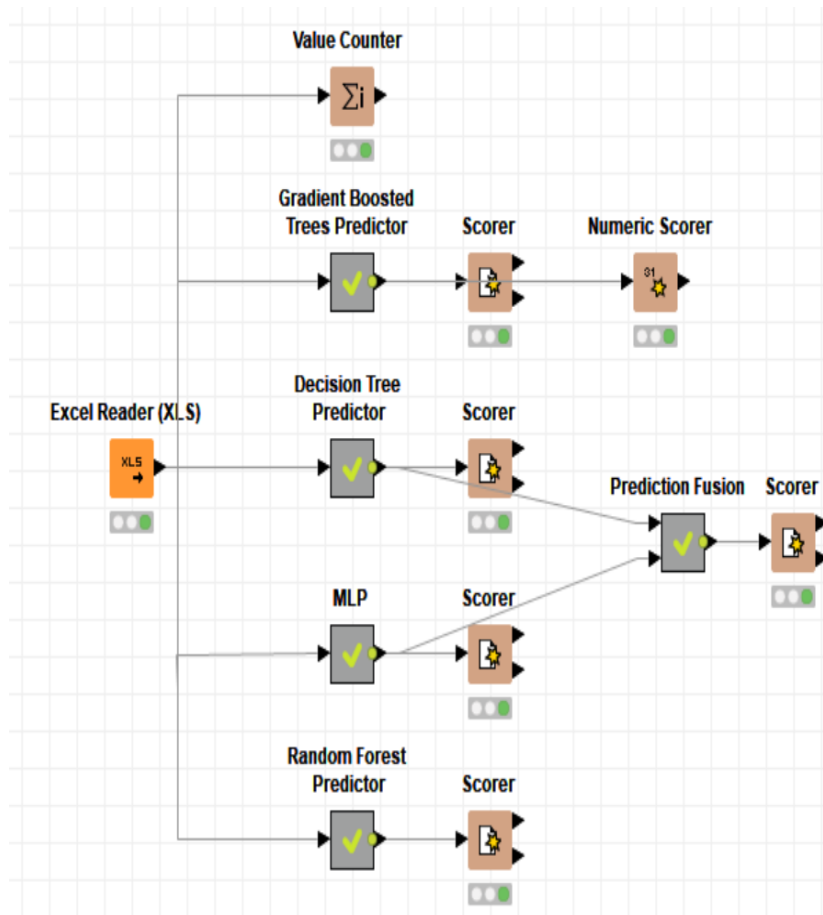 Value Counter
Σi
Gradient Boosted
Trees Predictor
Scorer
Numeric Scorer
Decision Tree
Predictor
Scorer
Excel Reader (XLS)
XLS
Prediction Fusion
Scorer
MLP
Scorer
Random Forest
Predictor
Scorer